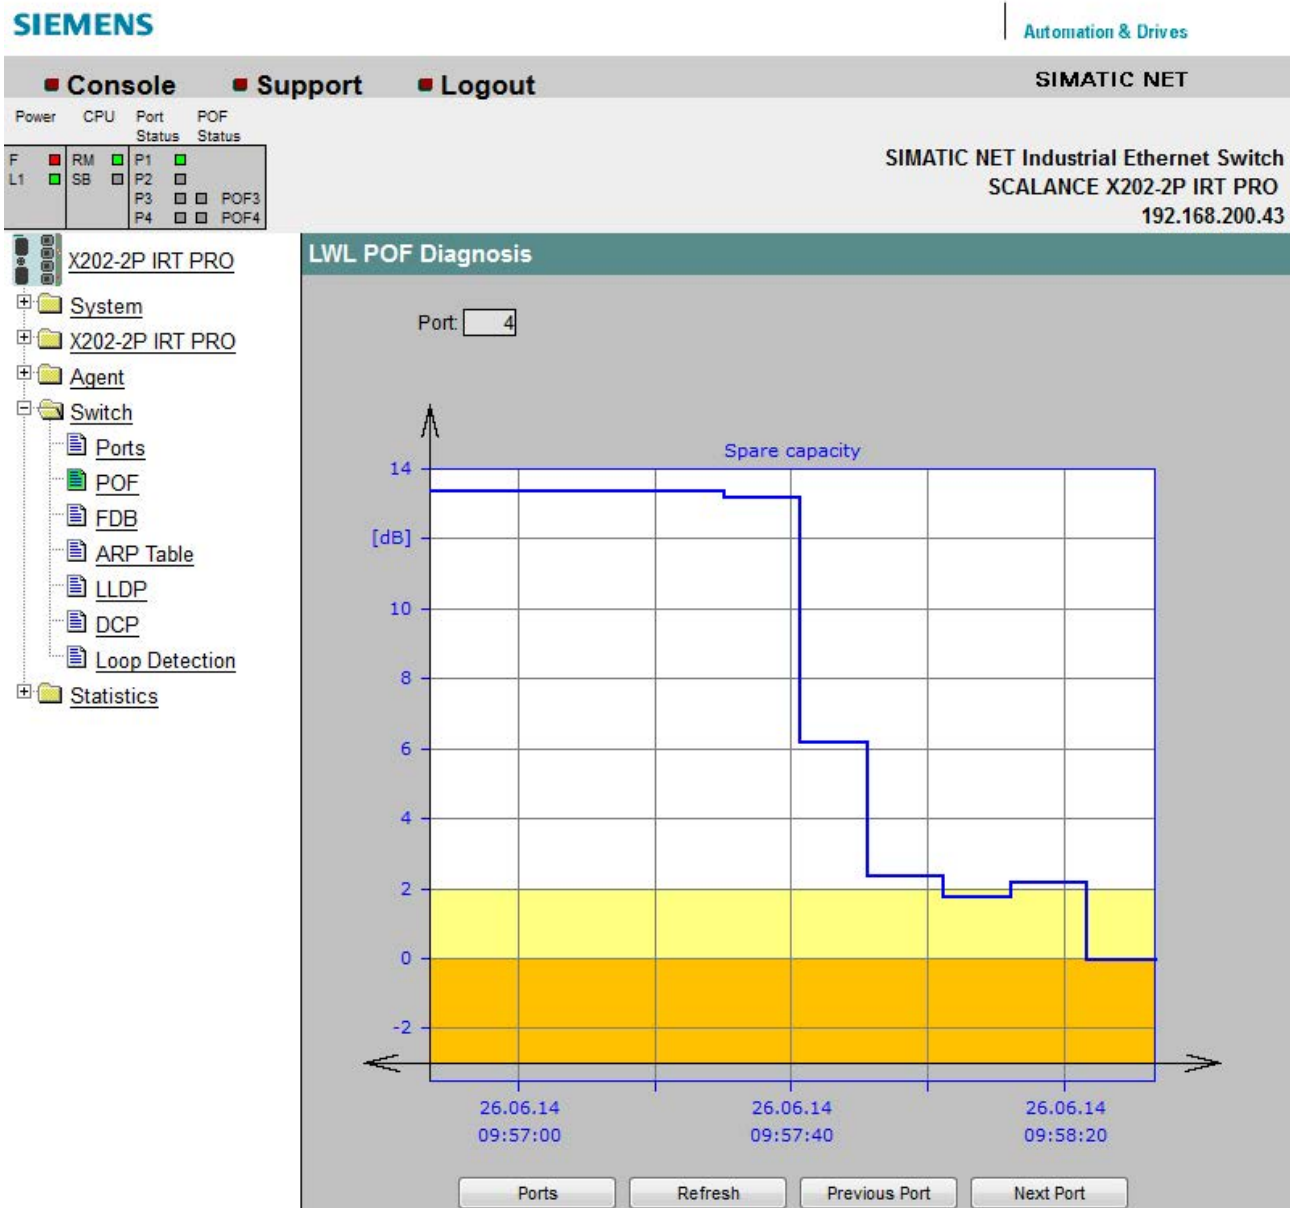 SIEMENS
Automation & Drives
Console Support Logout
SIMATIC NET
Power CPU Port Status POF Status
F RM P1
L1 SB P2
P3 POF3
P4 POF4
SIMATIC NET Industrial Ethernet Switch
SCALANCE X202-2P IRT PRO
192.168.200.43
X202-2P IRT PRO
System
X202-2P IRT PRO
Agent
Switch
Ports
POF
FDB
ARP Table
LLDP
DCP
Loop Detection
Statistics
LWL POF Diagnosis
Port: 4
Spare capacity
14
[dB]
10
8
6
4
2
0
-2
26.06.14 26.06.14 26.06.14
09:57:00 09:57:40 09:58:20
Ports Refresh Previous Port Next Port